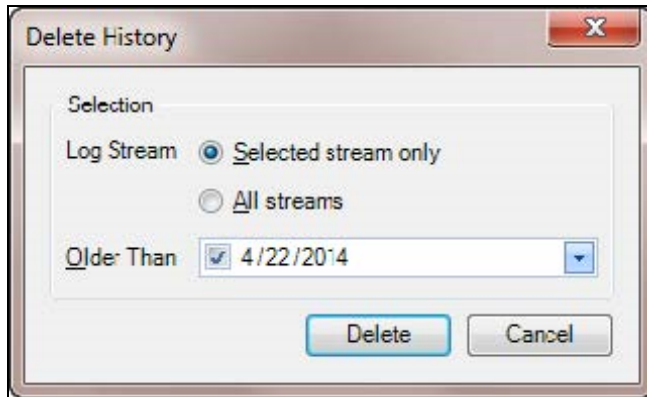 Delete History
Selection
Log Stream Selected stream only
All streams
Older Than 4/22/2014
Delete Cancel